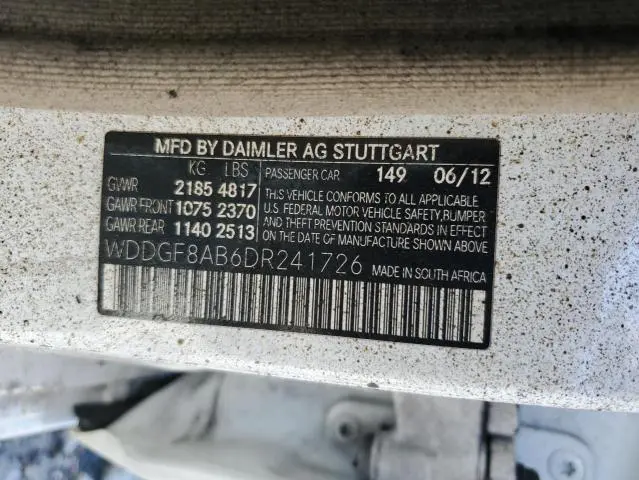 MFD BY DAIMLER AG STUTTGART
KG LBS
GVWR 2185 4817
GAWR FRONT 1075 2370
GAWR REAR 1140 2513
PASSENGER CAR 149 06/12
THIS VEHICLE CONFORMS TO ALL APPLICABLE
U.S. FEDERAL MOTOR VEHICLE SAFETY, BUMPER
AND THEFT PREVENTION STANDARDS IN EFFECT
ON THE DATE OF MANUFACTURE SHOWN ABOVE.
WDDGF8AB6DR241726 MADE IN SOUTH AFRICA